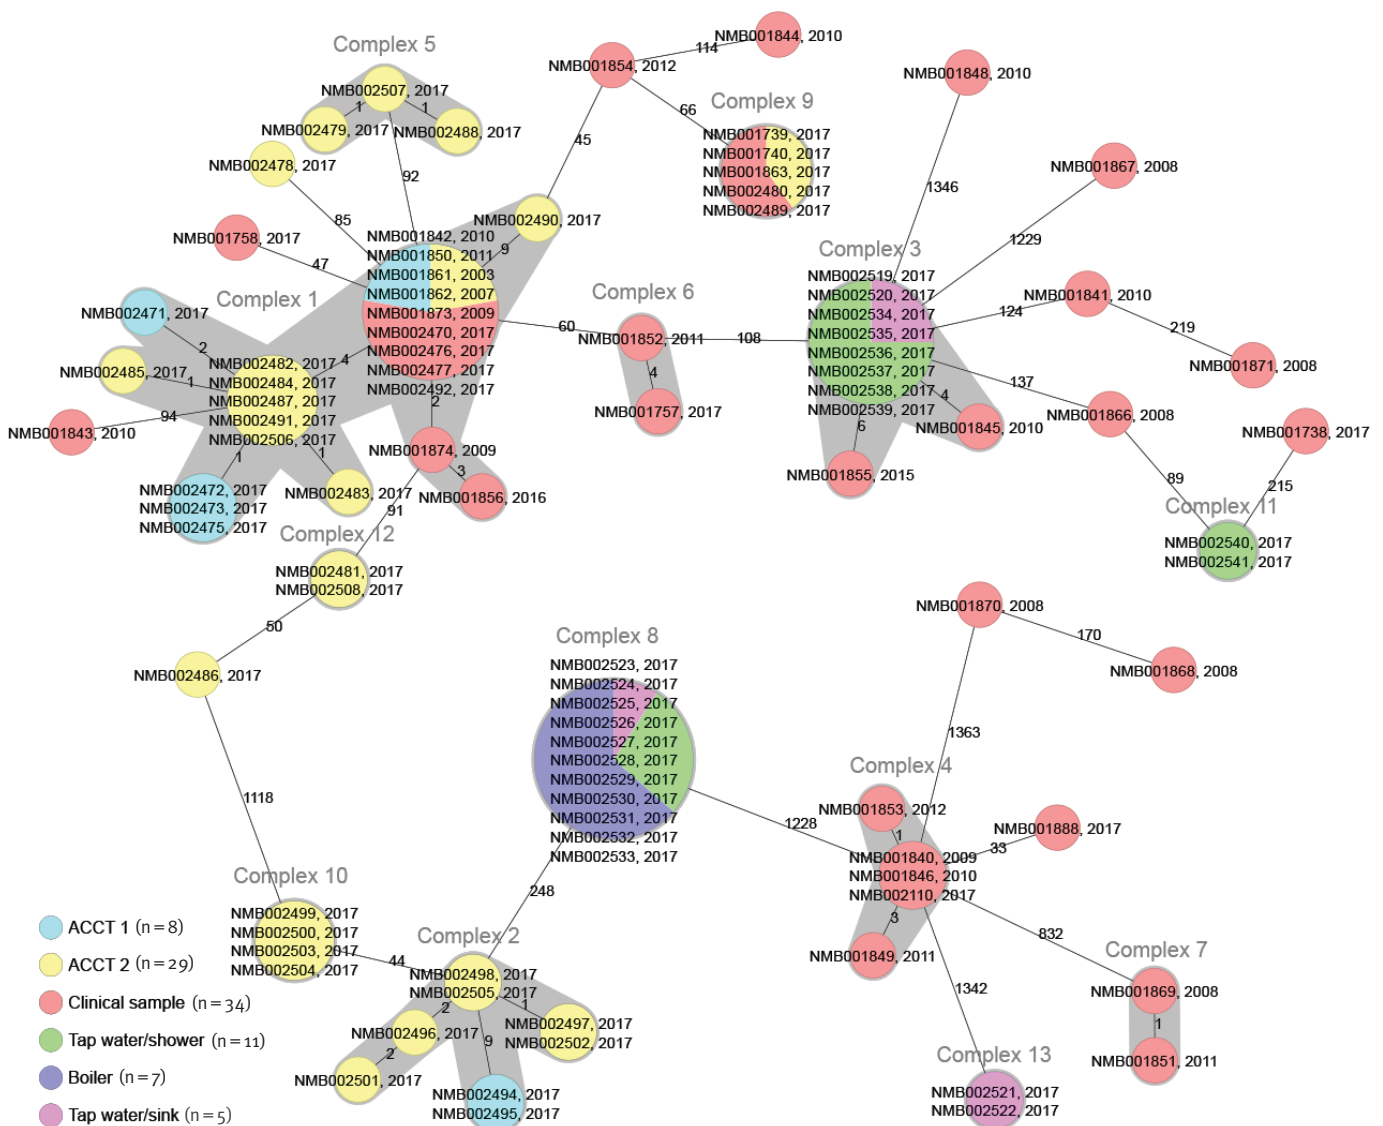 Complex 5
NMB002507, 2017
1
1
NMB002479, 2017
NMB002488, 2017
NMB002478, 2017
92
85
NMB001758, 2017
47
NMB001854, 2012
114
NMB001844, 2010
66
45
Complex 9
NMB001739, 2017
NMB001740, 2017
NMB001863, 2017
NMB002480, 2017
NMB002489, 2017
NMB002490, 2017
9
NMB001842, 2010
NMB001850, 2011
NMB001861, 2003
NMB001862, 2007
NMB001873, 2009
NMB002470, 2017
NMB002476, 2017
NMB002477, 2017
NMB002492, 2017
Complex 1
NMB002471, 2017
2
NMB002485, 2017
1
NMB002482, 2017
NMB002484, 2017
NMB002487, 2017
NMB002491, 2017
NMB002506, 2017
4
94
NMB001843, 2010
1
1
NMB002472, 2017
NMB002473, 2017
NMB002475, 2017
NMB002483, 2017
2
NMB001874, 2009
3
NMB001856, 2016
91
60
Complex 6
NMB001852, 2011
4
NMB001757, 2017
108
Complex 3
NMB002519, 2017
NMB002520, 2017
NMB002534, 2017
NMB002535, 2017
NMB002536, 2017
NMB002537, 2017
NMB002538, 2017
NMB002539, 2017
NMB001848, 2010
1346
NMB001867, 2008
1229
NMB001841, 2010
124
219
NMB001871, 2008
137
NMB001866, 2008
4
NMB001845, 2010
6
NMB001855, 2015
NMB001738, 2017
89
215
Complex 11
NMB002540, 2017
NMB002541, 2017
Complex 12
NMB002481, 2017
NMB002508, 2017
50
NMB002486, 2017
1118
Complex 8
NMB002523, 2017
NMB002524, 2017
NMB002525, 2017
NMB002526, 2017
NMB002527, 2017
NMB002528, 2017
NMB002529, 2017
NMB002530, 2017
NMB002531, 2017
NMB002532, 2017
NMB002533, 2017
1228
248
NMB001870, 2008
170
NMB001868, 2008
1363
Complex 4
NMB001853, 2012
1
NMB001840, 2009
NMB001846, 2010
NMB002110, 2017
33
NMB001888, 2017
3
NMB001849, 2011
832
1342
Complex 7
NMB001869, 2008
1
NMB001851, 2011
Complex 13
NMB002521, 2017
NMB002522, 2017
Complex 10
NMB002499, 2017
NMB002500, 2017
NMB002503, 2017
NMB002504, 2017
44
Complex 2
NMB002498, 2017
NMB002505, 2017
2
1
NMB002496, 2017
NMB002497, 2017
NMB002502, 2017
2
9
NMB002501, 2017
NMB002494, 2017
NMB002495, 2017
ACCT 1 (n = 8)
ACCT 2 (n = 29)
Clinical sample (n = 34)
Tap water/shower (n = 11)
Boiler (n = 7)
Tap water/sink (n = 5)